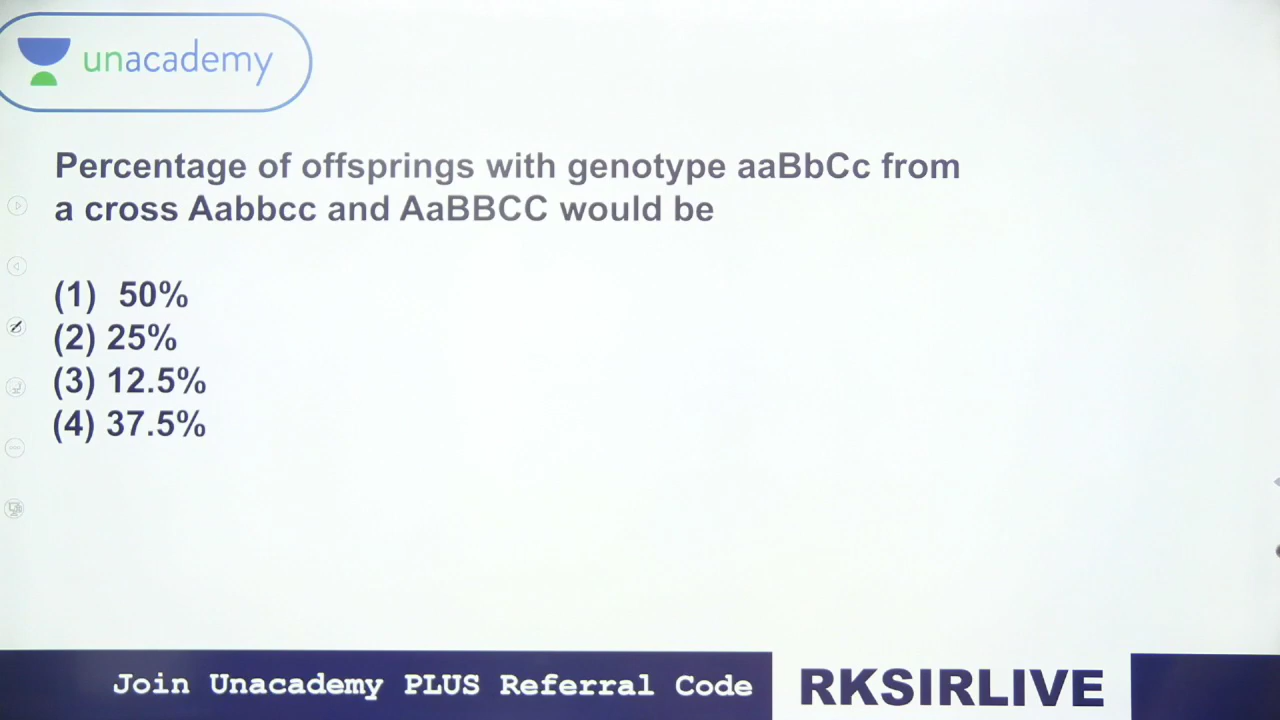 unacademy
Percentage of offsprings with genotype aaBbCc from
a cross Aabbcc and AaBBCC would be
(1) 50%
(2) 25%
(3) 12.5%
(4) 37.5%
Join Unacademy PLUS Referral Code
RKSIRLIVE